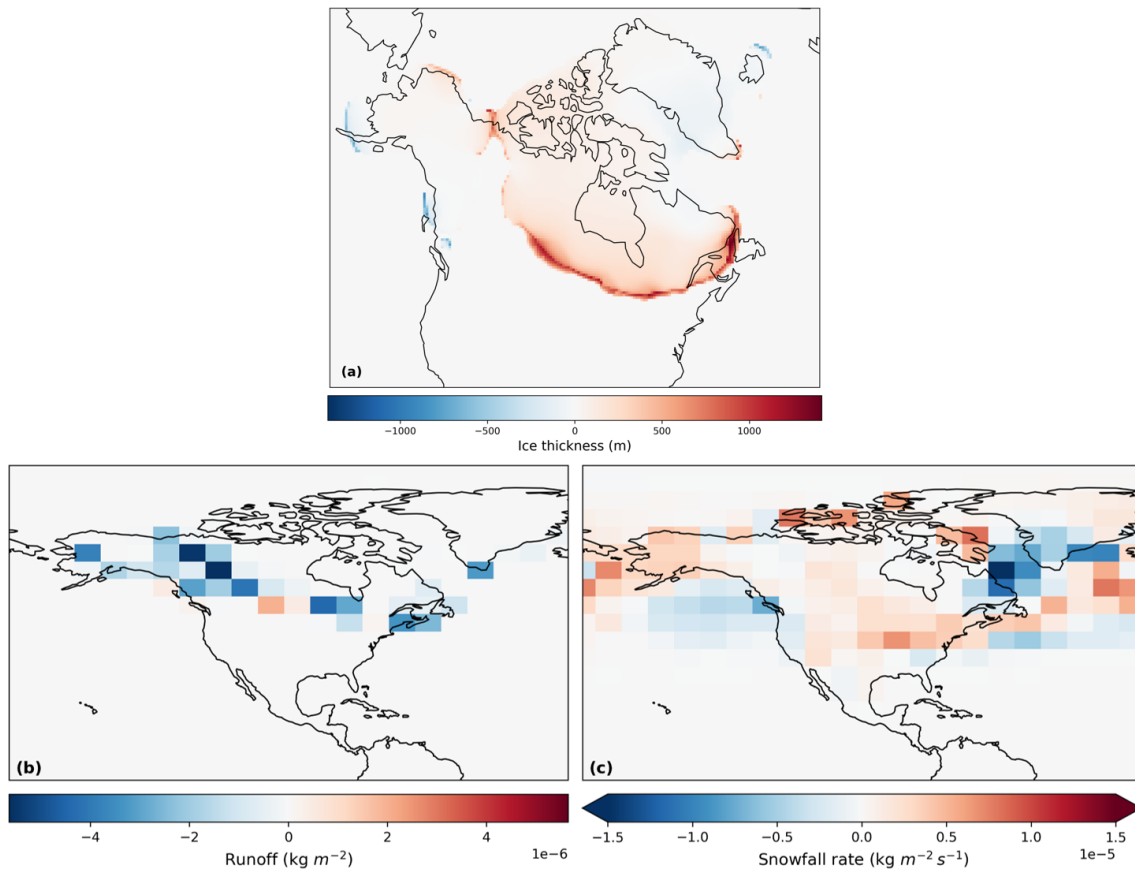 (a)
−1000 −500 0 500 1000
Ice thickness (m)
(b)
(c)
−4 −2 0 2 4
1e−6
Runoff (kg m⁻²)
−1.5 −1.0 −0.5 0.0 0.5 1.0 1.5
1e−5
Snowfall rate (kg m⁻² s⁻¹)